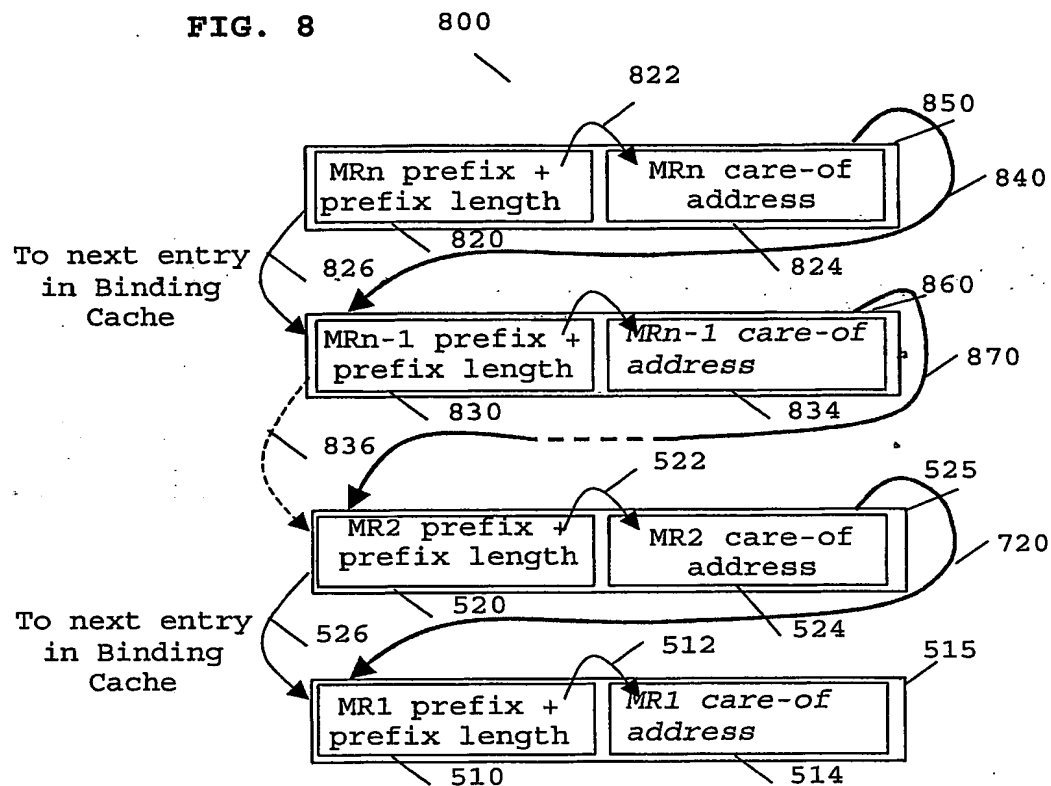 FIG. 8
800
822
850
MRn prefix +
prefix length
MRn care-of
address
840
820
824
To next entry
in Binding
Cache
826
860
MRn-1 prefix +
prefix length
MRn-1 care-of
address
870
830
834
836
522
525
MR2 prefix +
prefix length
MR2 care-of
address
720
520
524
To next entry
in Binding
Cache
526
512
515
MR1 prefix +
prefix length
MR1 care-of
address
510
514